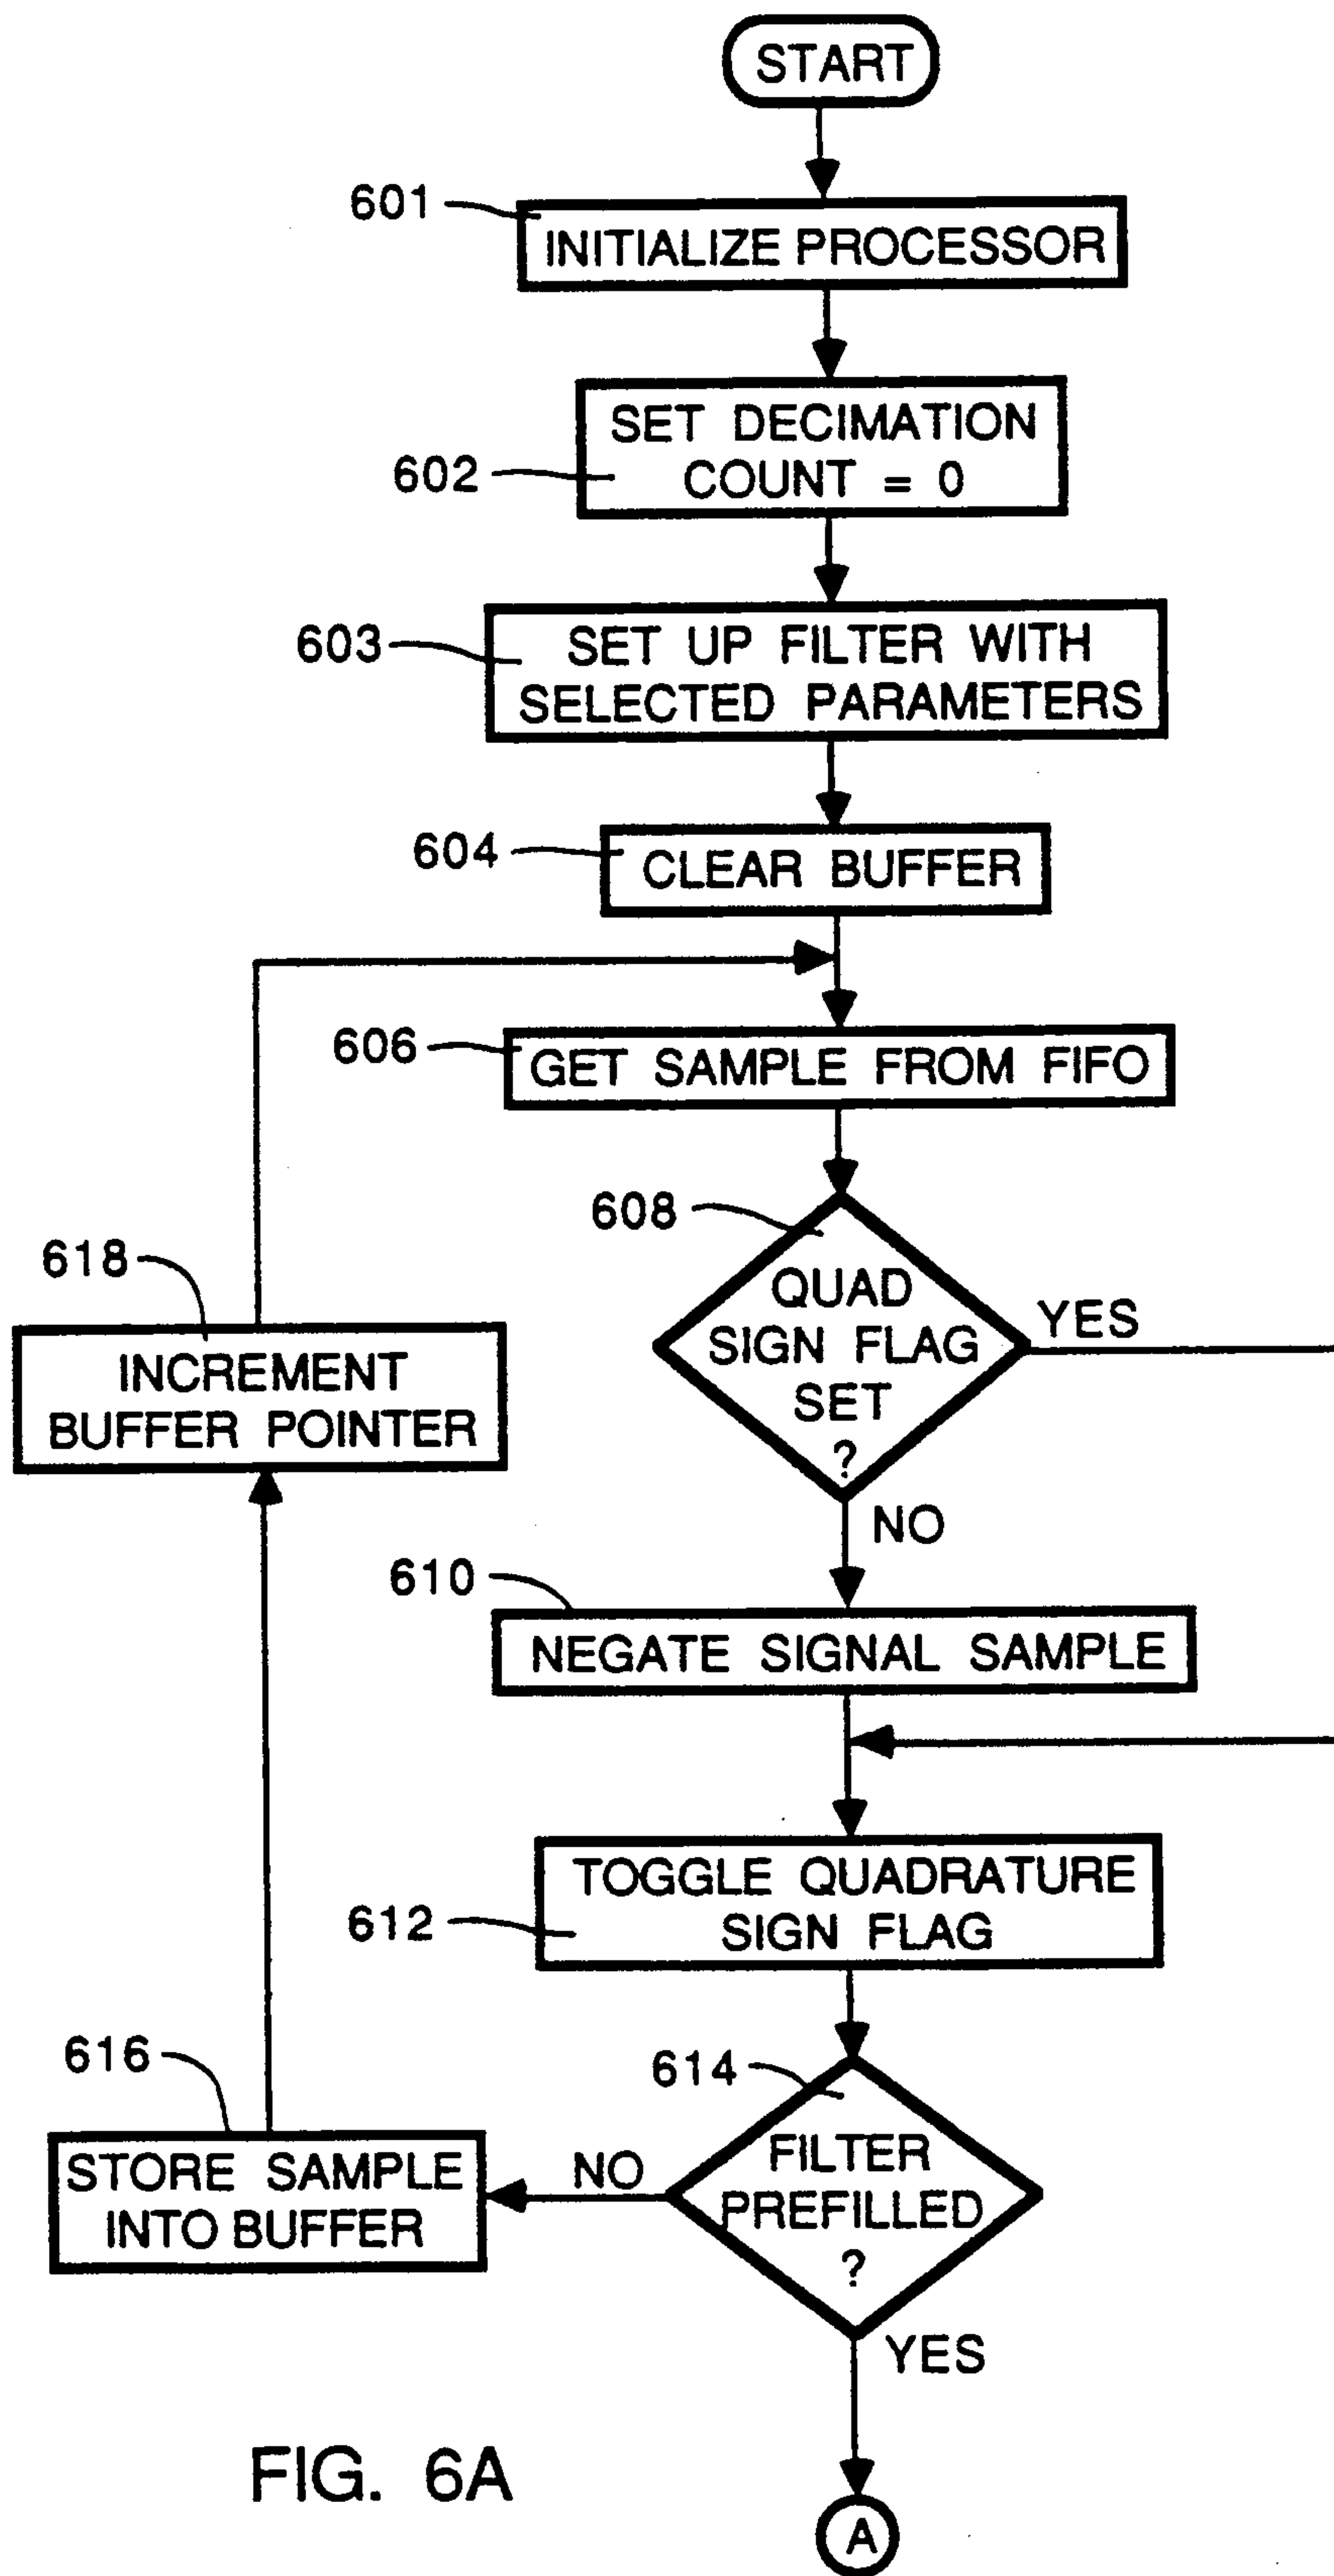 START
601
INITIALIZE PROCESSOR
SET DECIMATION
602
COUNT = 0
603
SET UP FILTER WITH
SELECTED PARAMETERS
604
CLEAR BUFFER
606
GET SAMPLE FROM FIFO
608
QUAD
SIGN FLAG
SET
?
YES
NO
618
INCREMENT
BUFFER POINTER
610
NEGATE SIGNAL SAMPLE
TOGGLE QUADRATURE
612
SIGN FLAG
614
FILTER
PREFILLED
?
NO
YES
616
STORE SAMPLE
INTO BUFFER
FIG. 6A
A